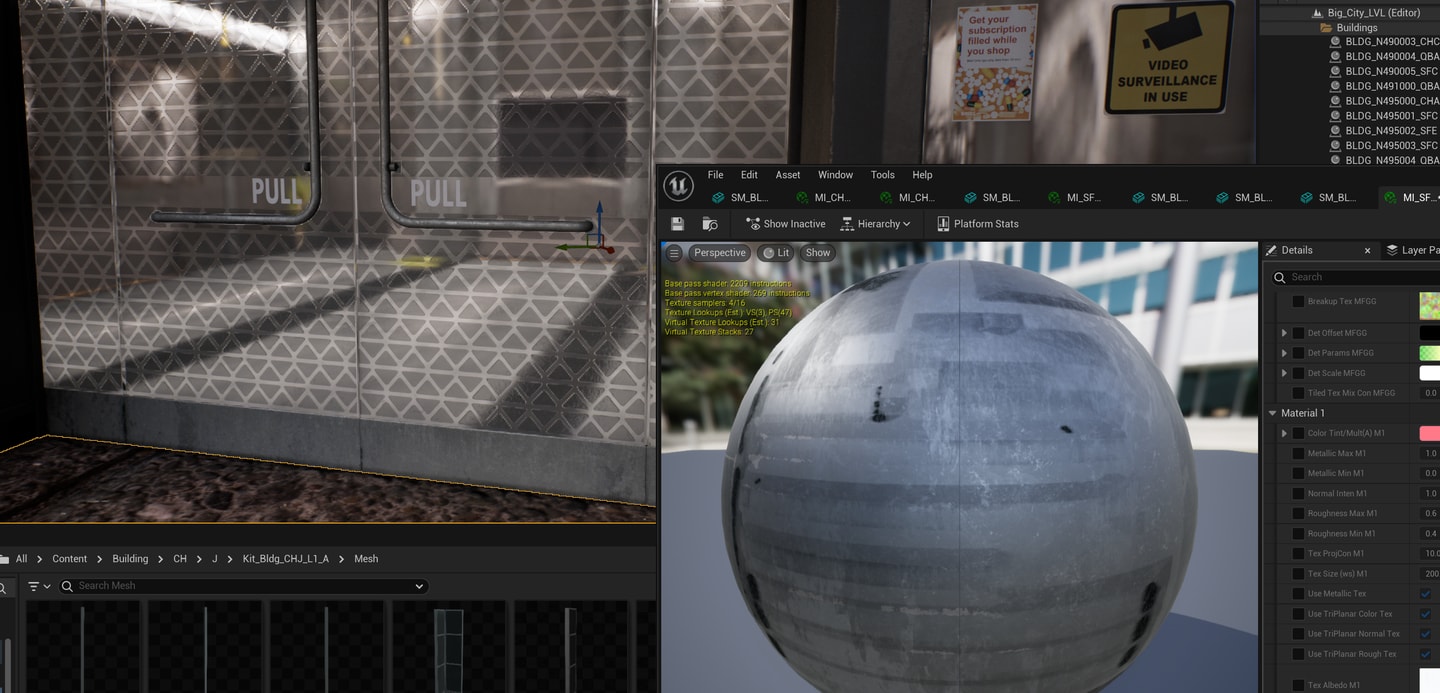 Get your
subscription
filled while
you shop
VIDEO
SURVEILLANCE
IN USE
PULL
PULL
Big_City_LVL (Editor)
Buildings
BLDG_N490003_CHC
BLDG_N490004_QBA
BLDG_N490005_SFC
BLDG_N491000_QBA
BLDG_N495000_CHA
BLDG_N495001_SFC
BLDG_N495002_SFE
BLDG_N495003_SFC
BLDG_N495004_QBA
File Edit Asset Window Tools Help
SM_BL... MI_CH... MI_CH... SM_BL... MI_SF... SM_BL... SM_BL... SM_BL... MI_SF...
Show Inactive Hierarchy Platform Stats
Perspective Lit Show
Base pass shader: 2209 instructions
Base pass vertex shader: 269 instructions
Texture samplers: 4/16
Texture Lookups (Est.): VS(3), PS(47)
Virtual Texture Lookups (Est.): 31
Virtual Texture Stacks: 27
Details × Layer Pa
Search
Breakup Tex MFGG
Det Offset MFGG
Det Params MFGG
Det Scale MFGG
Tiled Tex Mix Con MFGG 0.0
Material 1
Color Tint/Mult(A) M1
Metallic Max M1 1.0
Metallic Min M1 0.0
Normal Inten M1 1.0
Roughness Max M1 0.6
Roughness Min M1 0.4
Tex ProjCon M1 10.0
Tex Size (ws) M1 200
Use Metallic Tex
Use TriPlanar Color Tex
Use TriPlanar Normal Tex
Use TriPlanar Rough Tex
Tex Albedo M1
All > Content > Building > CH > J > Kit_Bldg_CHJ_L1_A > Mesh
Search Mesh